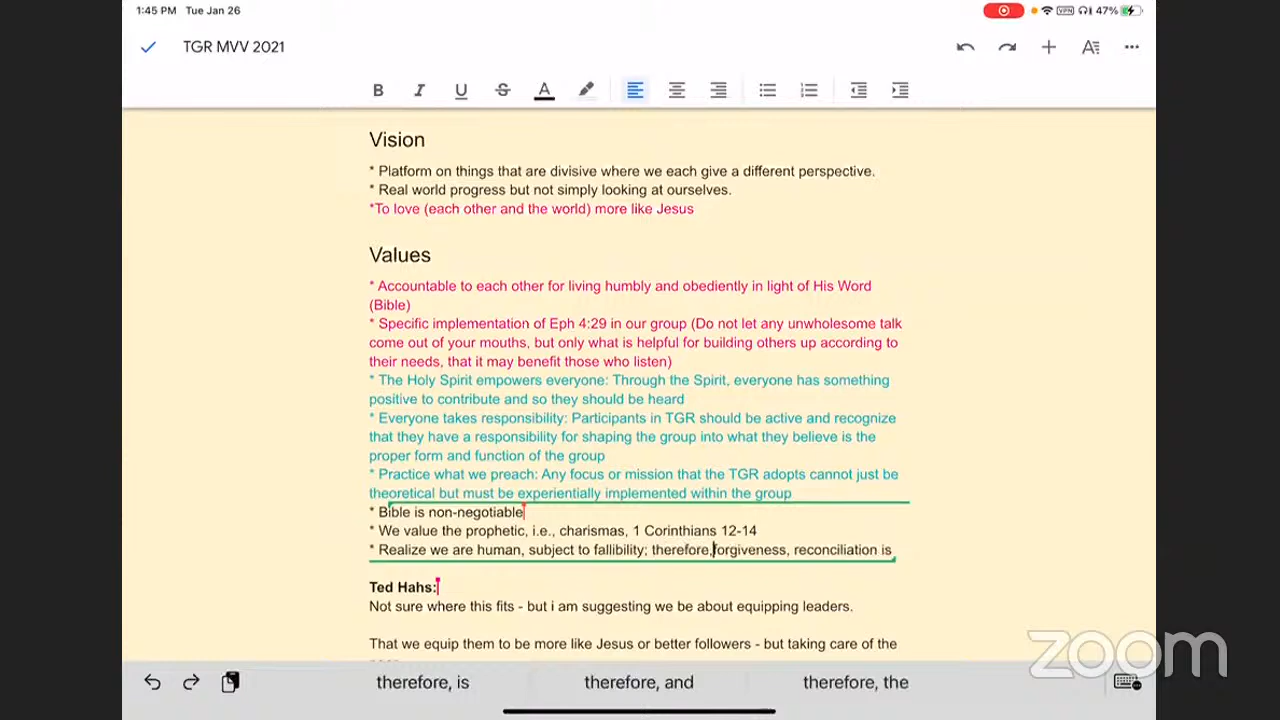 1:45 PM Tue Jan 26
VPN 47%
TGR MVV 2021
B I U S A
Vision
* Platform on things that are divisive where we each give a different perspective.
* Real world progress but not simply looking at ourselves.
*To love (each other and the world) more like Jesus
Values
* Accountable to each other for living humbly and obediently in light of His Word
(Bible)
* Specific implementation of Eph 4:29 in our group (Do not let any unwholesome talk
come out of your mouths, but only what is helpful for building others up according to
their needs, that it may benefit those who listen)
* The Holy Spirit empowers everyone: Through the Spirit, everyone has something
positive to contribute and so they should be heard
* Everyone takes responsibility: Participants in TGR should be active and recognize
that they have a responsibility for shaping the group into what they believe is the
proper form and function of the group
* Practice what we preach: Any focus or mission that the TGR adopts cannot just be
theoretical but must be experientially implemented within the group
* Bible is non-negotiable
* We value the prophetic, i.e., charismas, 1 Corinthians 12-14
* Realize we are human, subject to fallibility; therefore,forgiveness, reconciliation is
Ted Hahs:
Not sure where this fits - but i am suggesting we be about equipping leaders.
That we equip them to be more like Jesus or better followers - but taking care of the
zoom
therefore, is therefore, and therefore, the